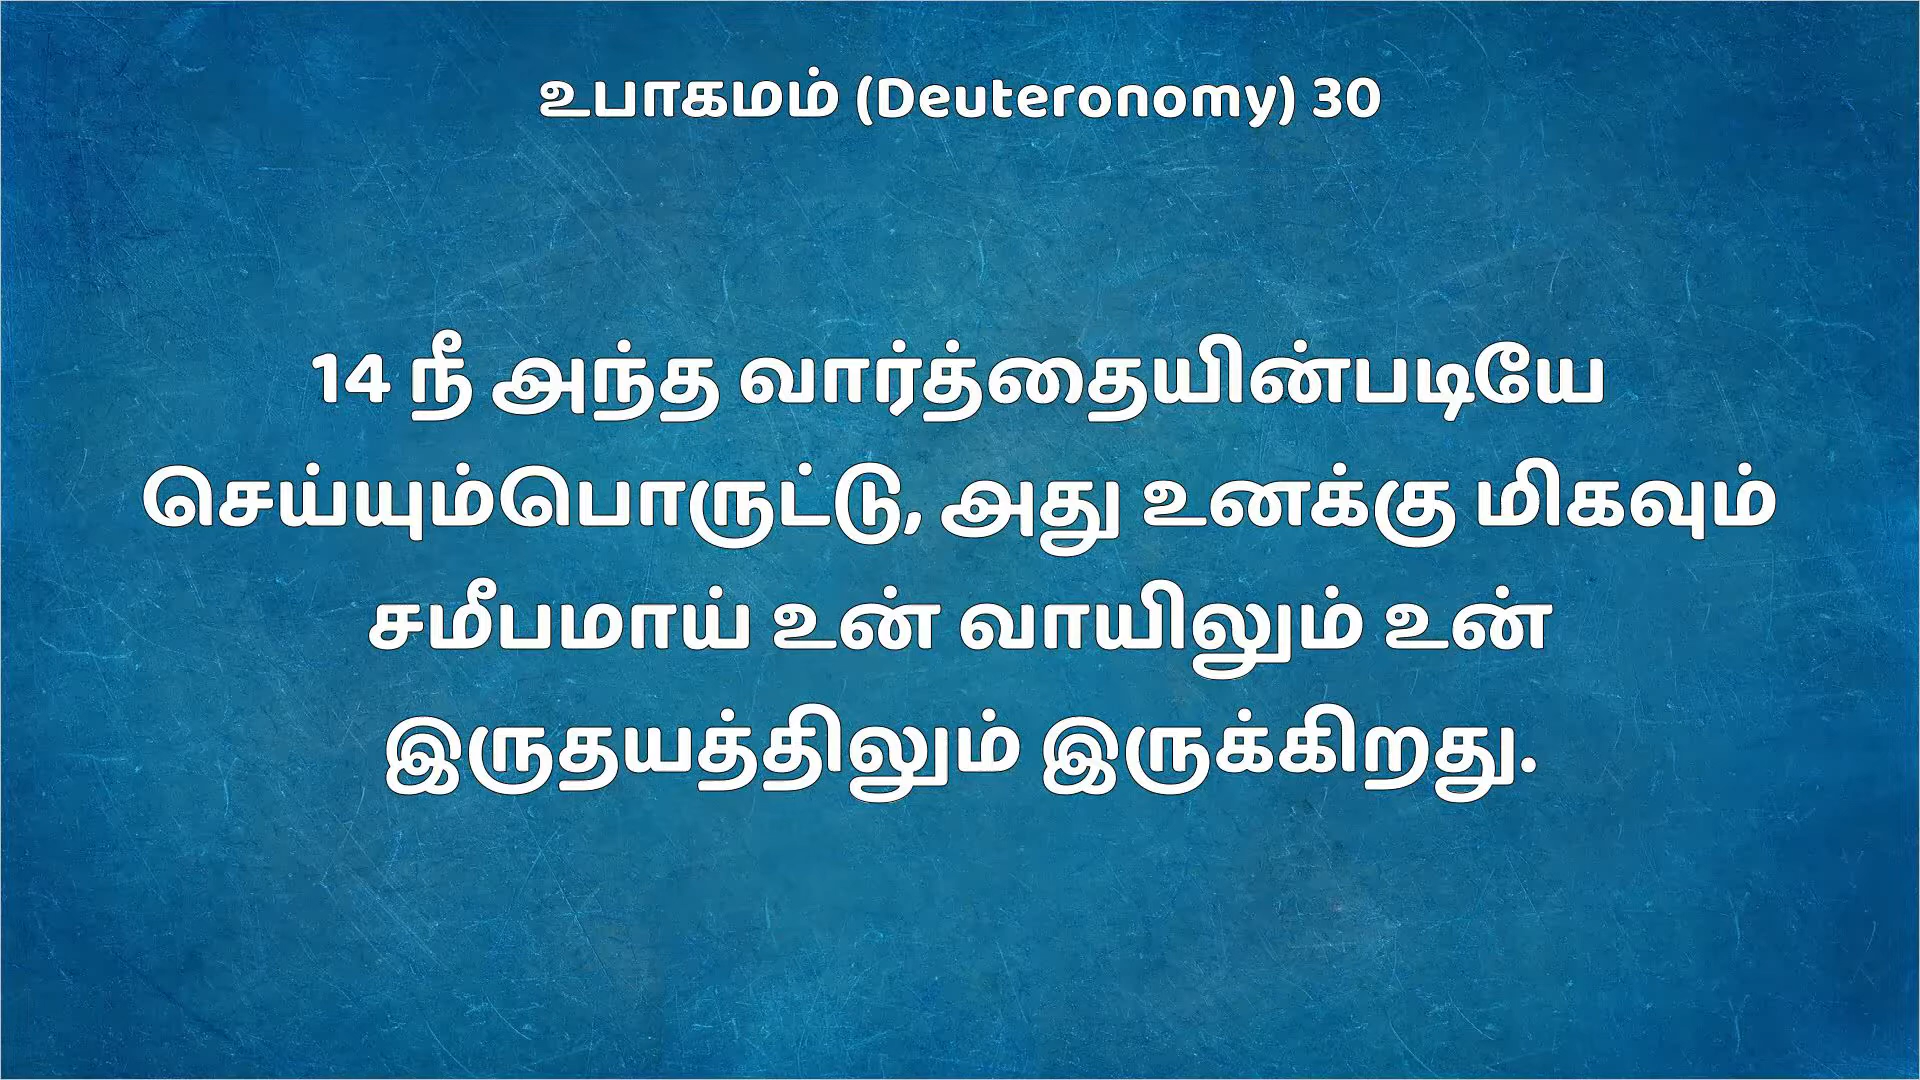 உபாகமம் (Deuteronomy) 30
14 நீ அந்த வார்த்தையின்படியே
செய்யும்பொருட்டு, அது உனக்கு மிகவும்
சமீபமாய் உன் வாயிலும் உன்
இருதயத்திலும் இருக்கிறது.